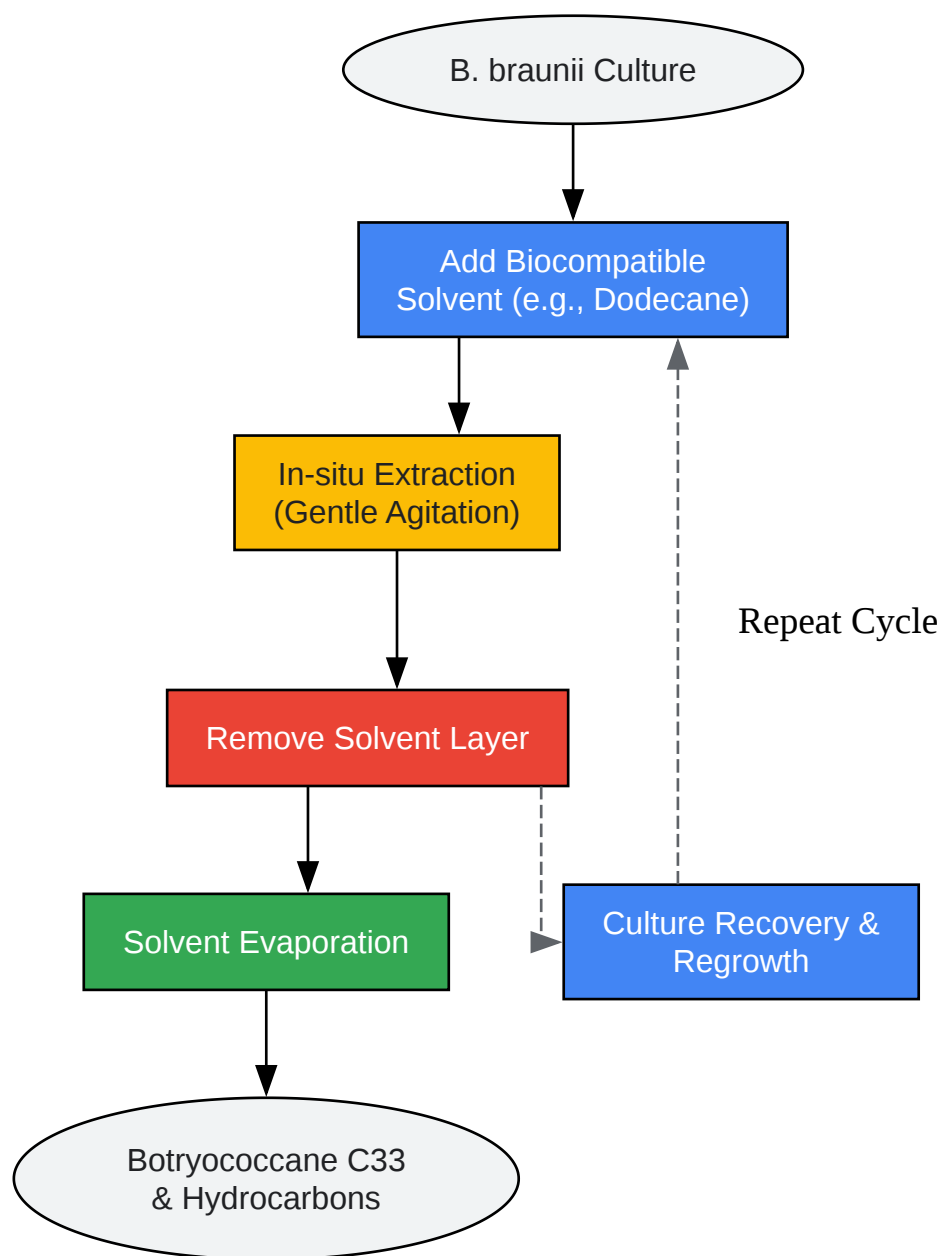 B. braunii Culture
Add Biocompatible
Solvent (e.g., Dodecane)
In-situ Extraction
(Gentle Agitation)
Repeat Cycle
Remove Solvent Layer
Solvent Evaporation
Culture Recovery &
Regrowth
Botryococcane C33
& Hydrocarbons